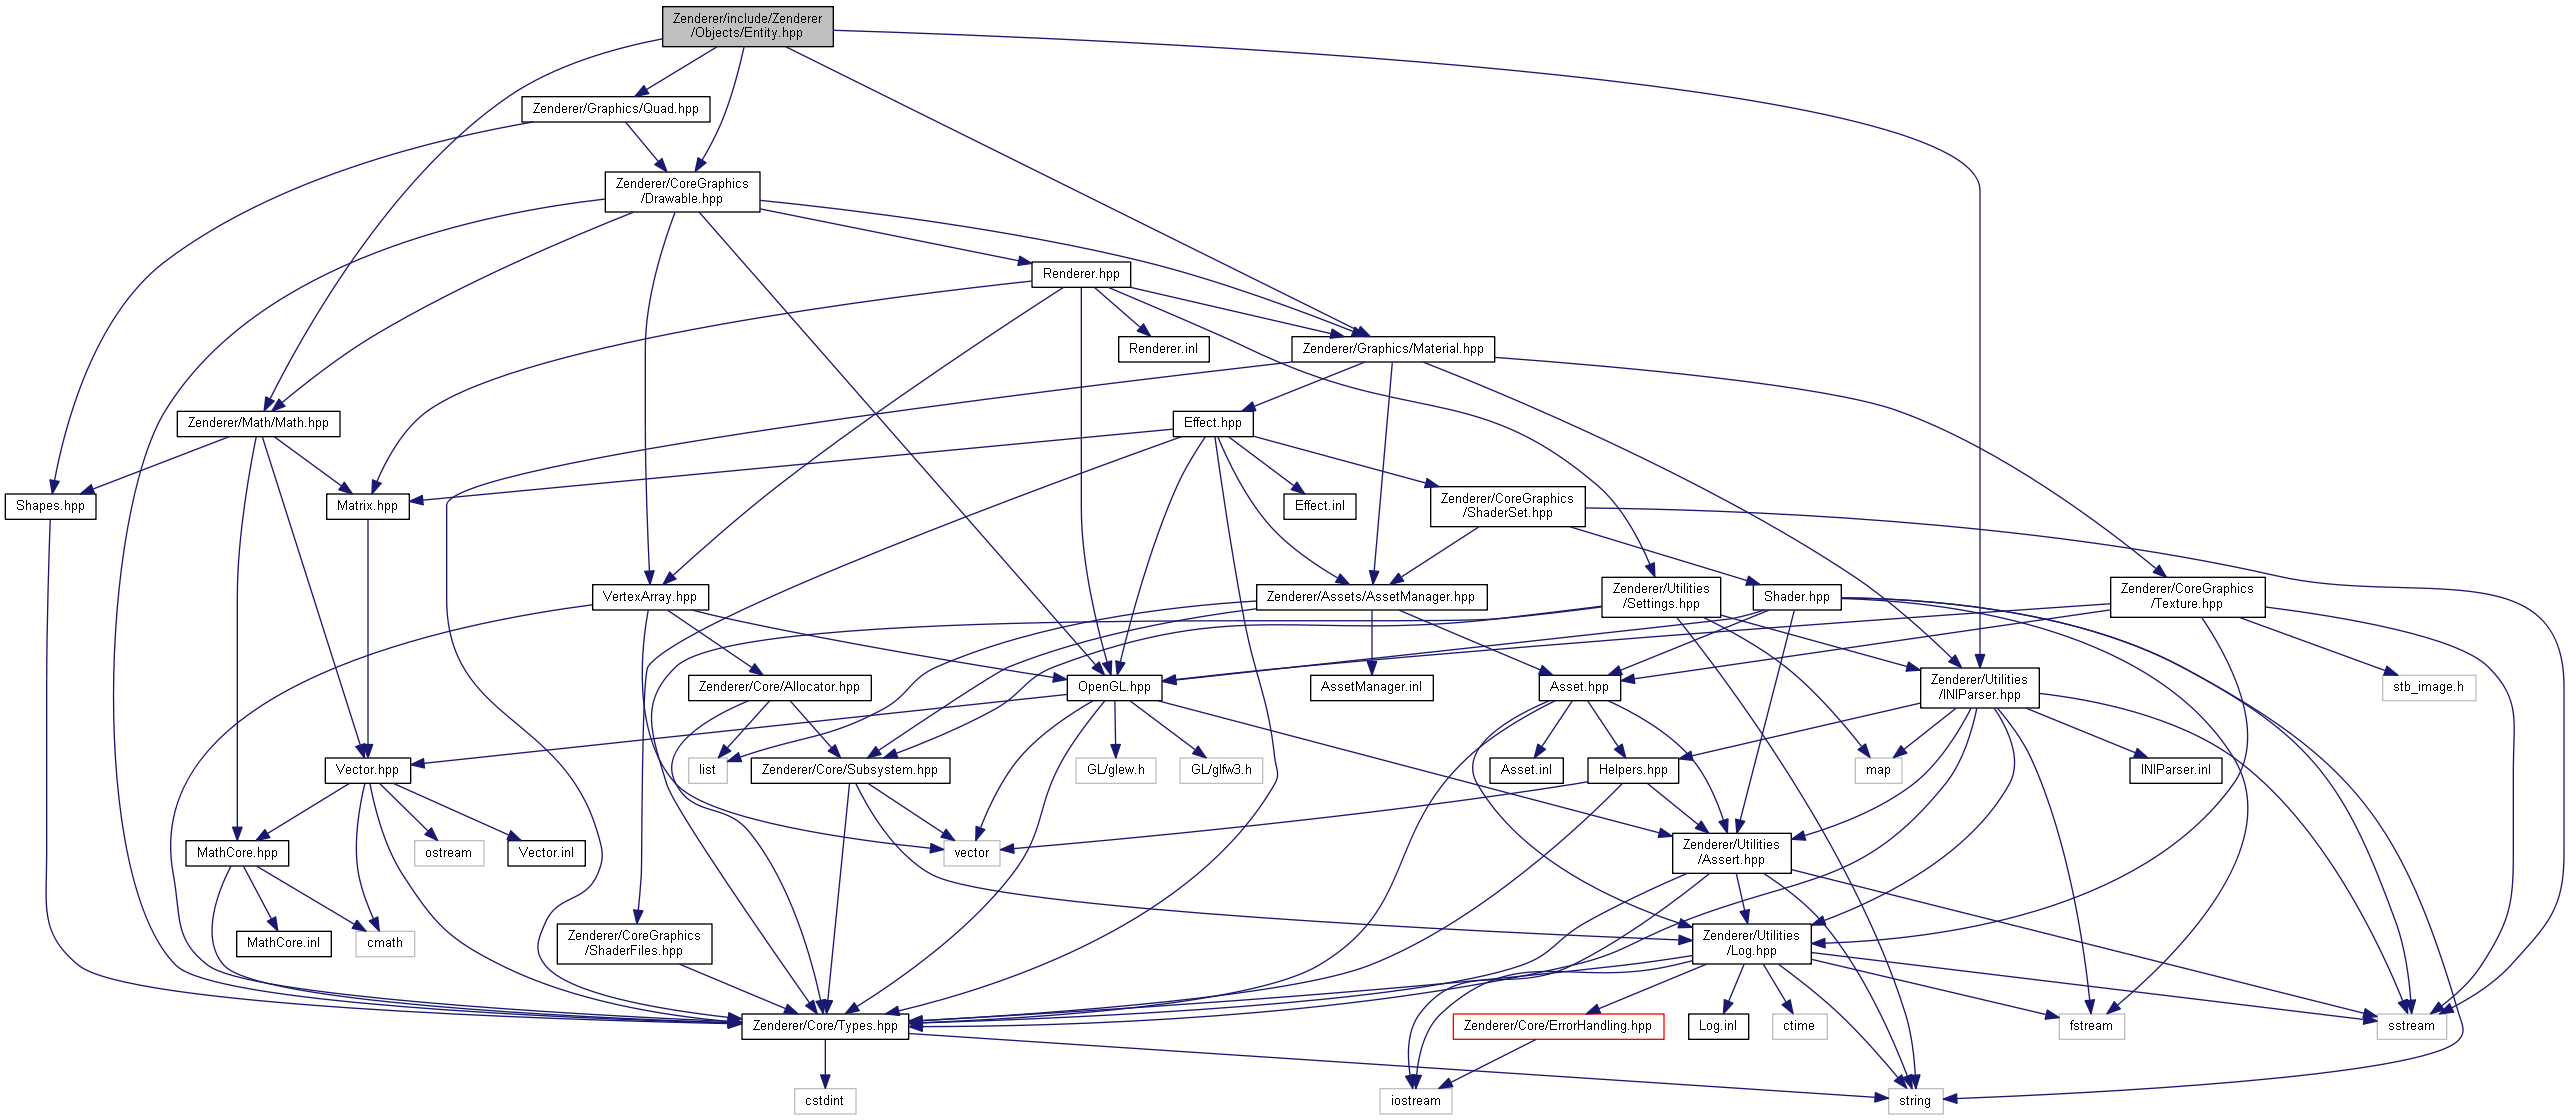 Zenderer/include/Zenderer
/Objects/Entity.hpp
Zenderer/Graphics/Quad.hpp
Zenderer/CoreGraphics
/Drawable.hpp
Renderer.hpp
Renderer.inl
Zenderer/Graphics/Material.hpp
Zenderer/Math/Math.hpp
Effect.hpp
Shapes.hpp
Matrix.hpp
Effect.inl
Zenderer/CoreGraphics
/ShaderSet.hpp
VertexArray.hpp
Zenderer/Assets/AssetManager.hpp
Zenderer/Utilities
/Settings.hpp
Shader.hpp
Zenderer/CoreGraphics
/Texture.hpp
Zenderer/Core/Allocator.hpp
OpenGL.hpp
AssetManager.inl
Asset.hpp
Zenderer/Utilities
/INIParser.hpp
stb_image.h
Vector.hpp
list
Zenderer/Core/Subsystem.hpp
GL/glew.h
GL/glfw3.h
Asset.inl
Helpers.hpp
map
INIParser.inl
MathCore.hpp
ostream
Vector.inl
vector
Zenderer/Utilities
/Assert.hpp
MathCore.inl
cmath
Zenderer/CoreGraphics
/ShaderFiles.hpp
Zenderer/Utilities
/Log.hpp
Zenderer/Core/Types.hpp
Zenderer/Core/ErrorHandling.hpp
Log.inl
ctime
fstream
sstream
cstdint
iostream
string